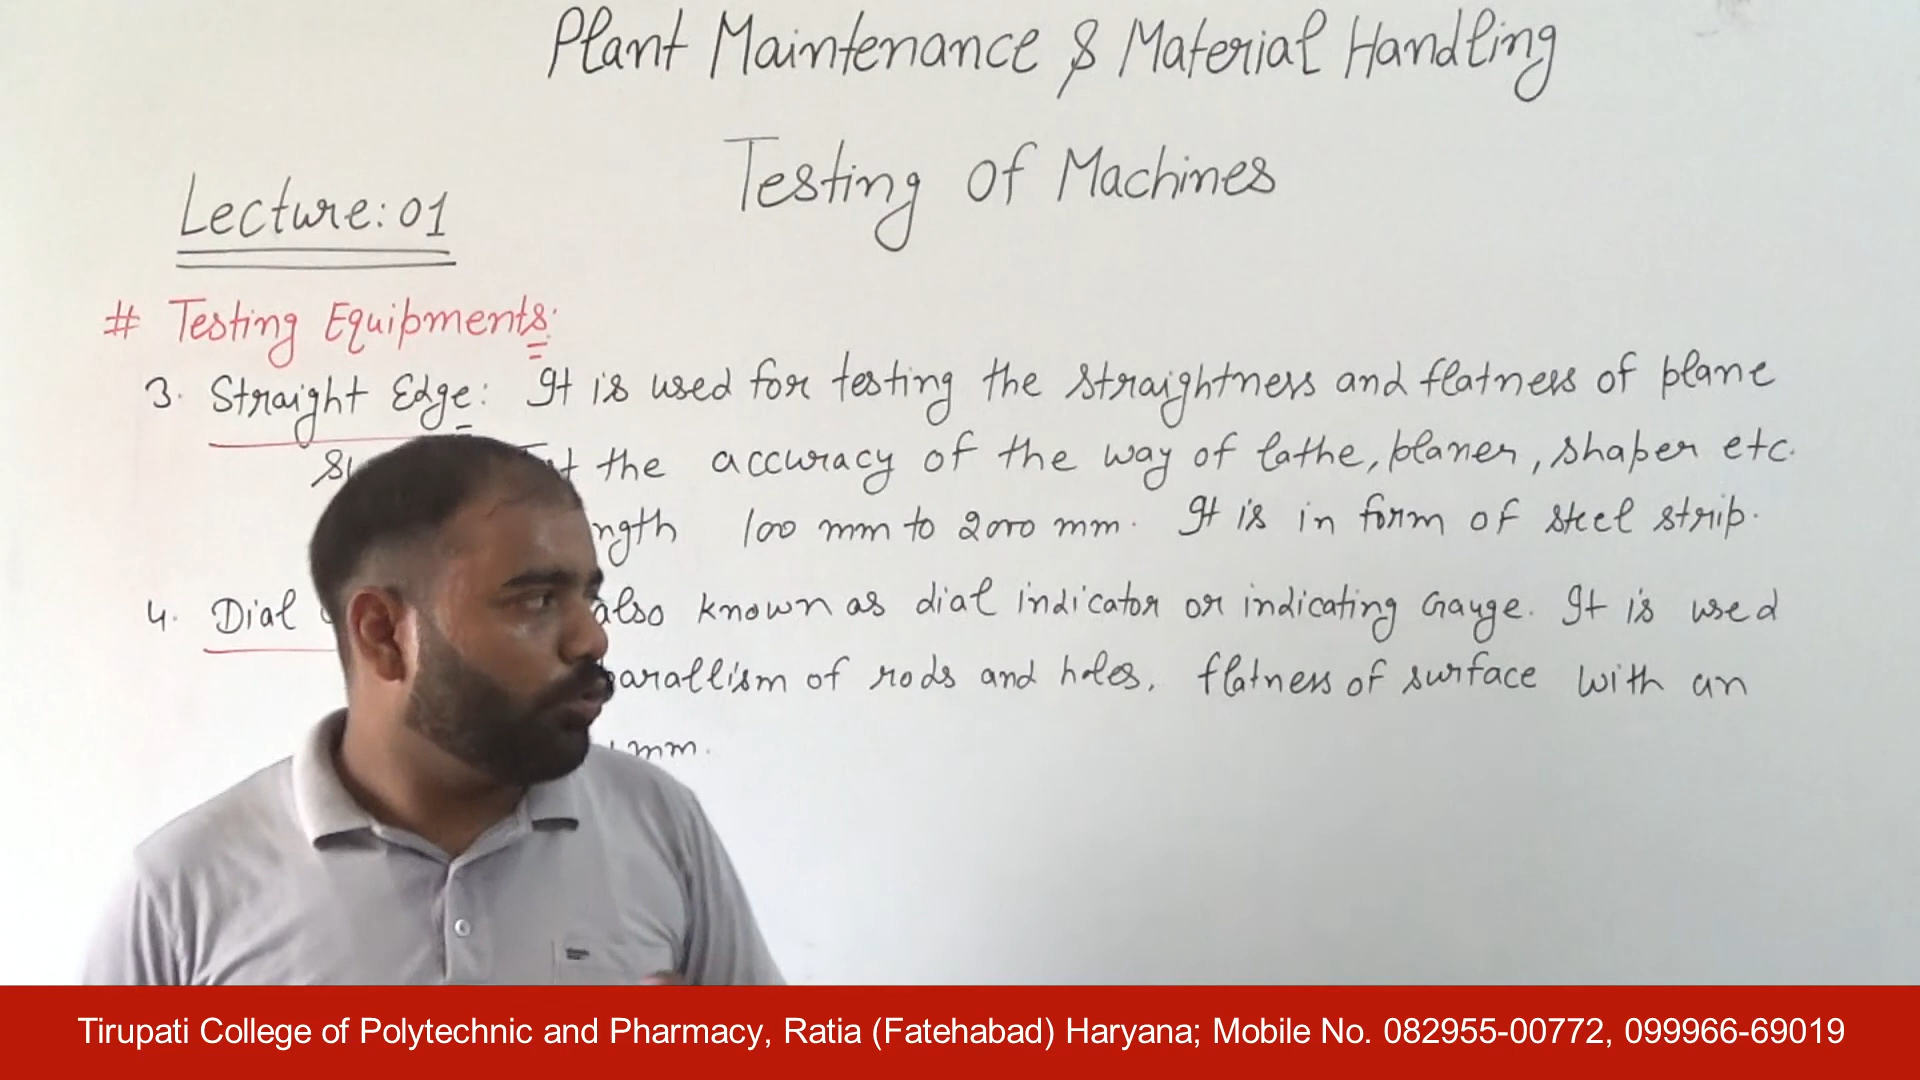 Plant Maintenance & Material Handling
Testing of Machines
Lecture: 01
# Testing Equipments:
3. Straight Edge: It is used for testing the straightness and flatness of plane
the accuracy of the way of lathe, planer, shaper etc.
100 mm to 2000 mm. It is in form of steel strip.
4. Dial also known as dial indicator or indicating Gauge. It is used
parallism of rods and holes, flatness of surface with an
mm.
Tirupati College of Polytechnic and Pharmacy, Ratia (Fatehabad) Haryana; Mobile No. 082955-00772, 099966-69019